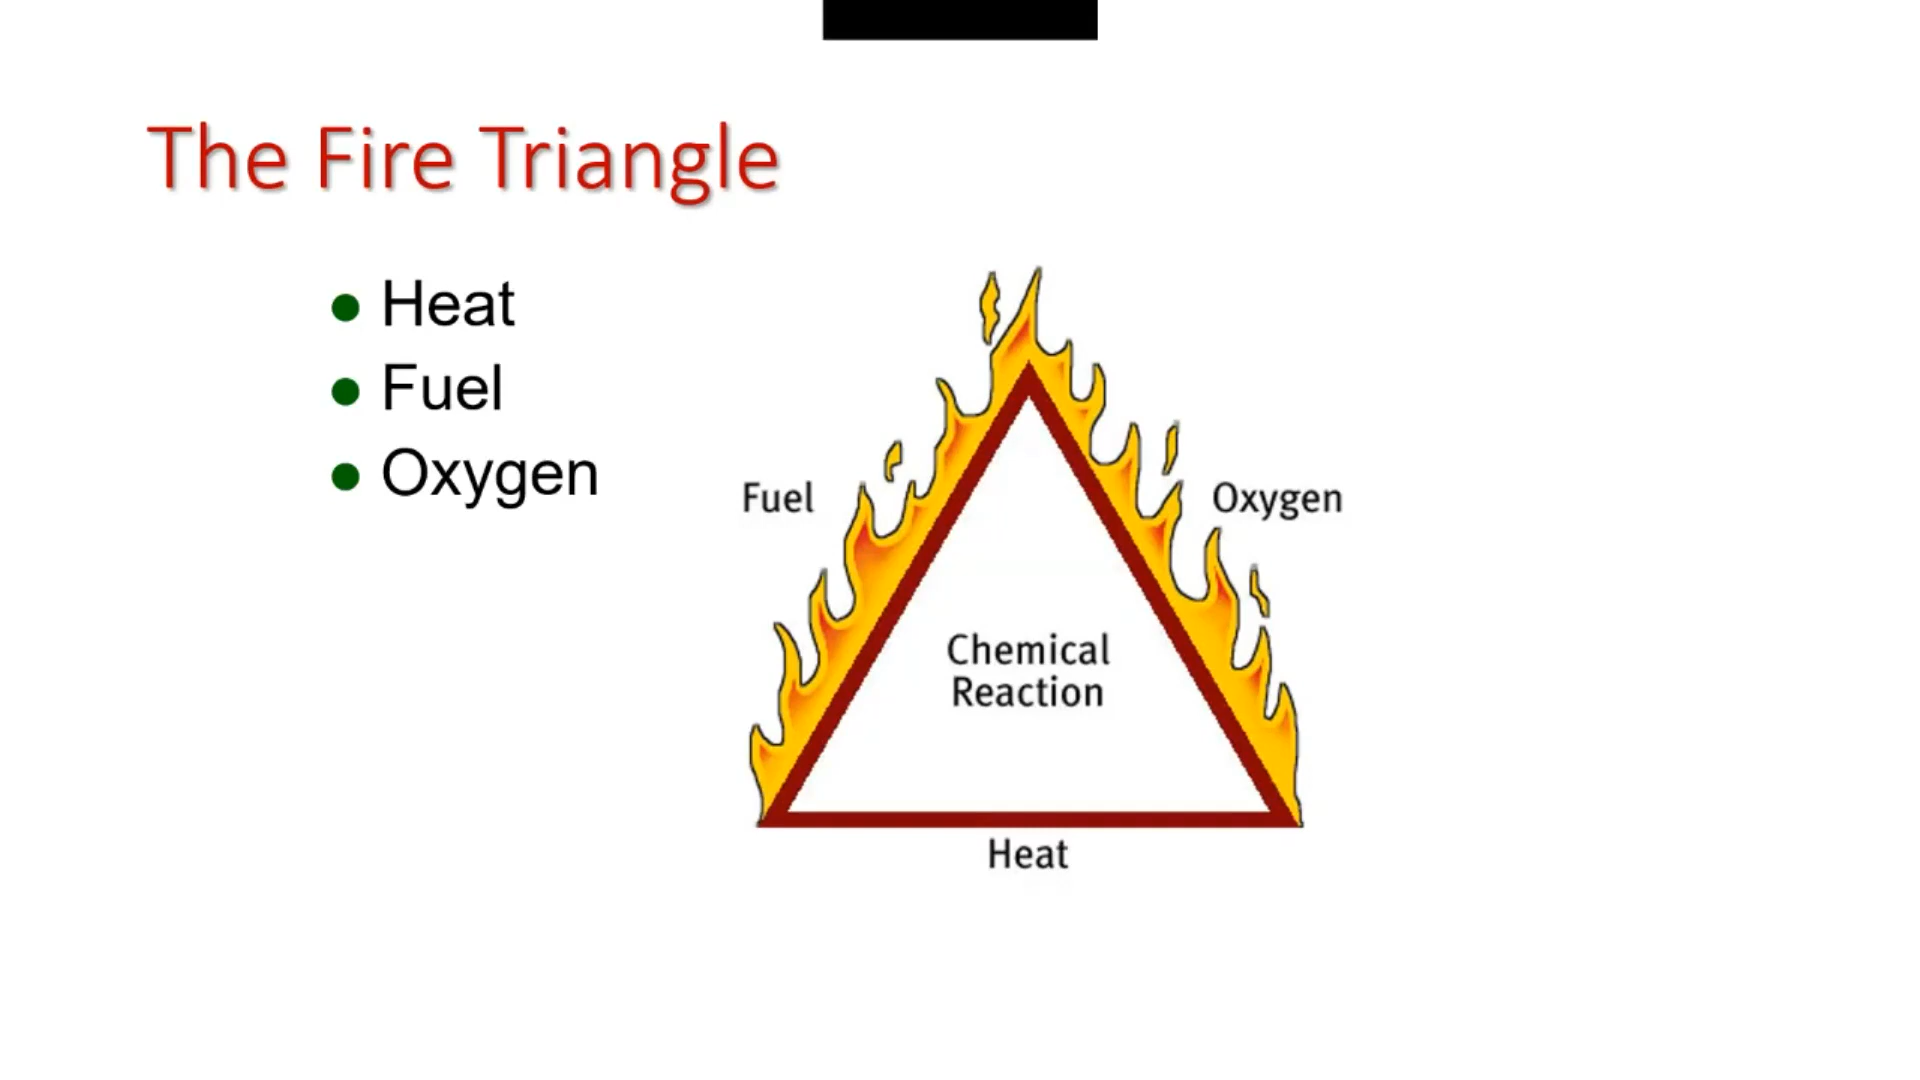 The Fire Triangle
Heat
Fuel
Oxygen
Fuel
Oxygen
Chemical
Reaction
Heat